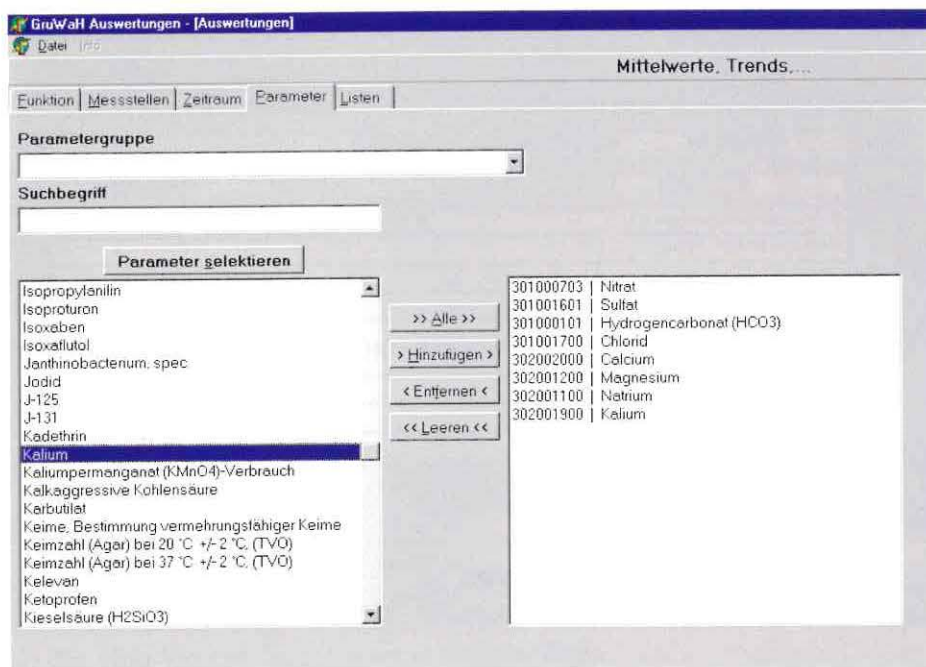 GruWaH Auswertungen - [Auswertungen]
Datei Info
Mittelwerte, Trends,...
Funktion Messstellen Zeitraum Parameter Listen
Parametergruppe
Suchbegriff
Parameter selektieren
Isopropylanilin
Isoproturon
Isoxaben
Isoxaflutol
Janthinobacterium, spec
Jodid
J-125
J-131
Kadethrin
Kalium
Kaliumpermanganat (KMnO4)-Verbrauch
Kalkaggressive Kohlensäure
Karbutilat
Keime, Bestimmung vermehrungsfähiger Keime
Keimzahl (Agar) bei 20 °C +/- 2 °C, (TVO)
Keimzahl (Agar) bei 37 °C +/- 2 °C, (TVO)
Kelevan
Ketoprofen
Kieselsäure (H2SiO3)
>> Alle >>
> Hinzufügen >
< Entfernen <
<< Leeren <<
301000703 | Nitrat
301001601 | Sulfat
301000101 | Hydrogencarbonat (HCO3)
301001700 | Chlorid
302002000 | Calcium
302001200 | Magnesium
302001100 | Natrium
302001900 | Kalium